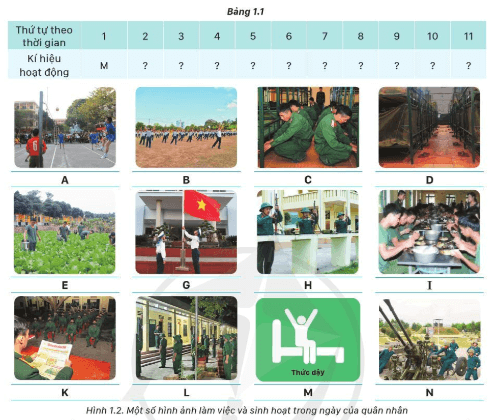 Bảng 1.1
Thứ tự theo thời gian 1 2 3 4 5 6 7 8 9 10 11
Kí hiệu hoạt động M ? ? ? ? ? ? ? ? ? ?
A B C D
E G H I
Thức dậy
K L M N
Hình 1.2. Một số hình ảnh làm việc và sinh hoạt trong ngày của quân nhân